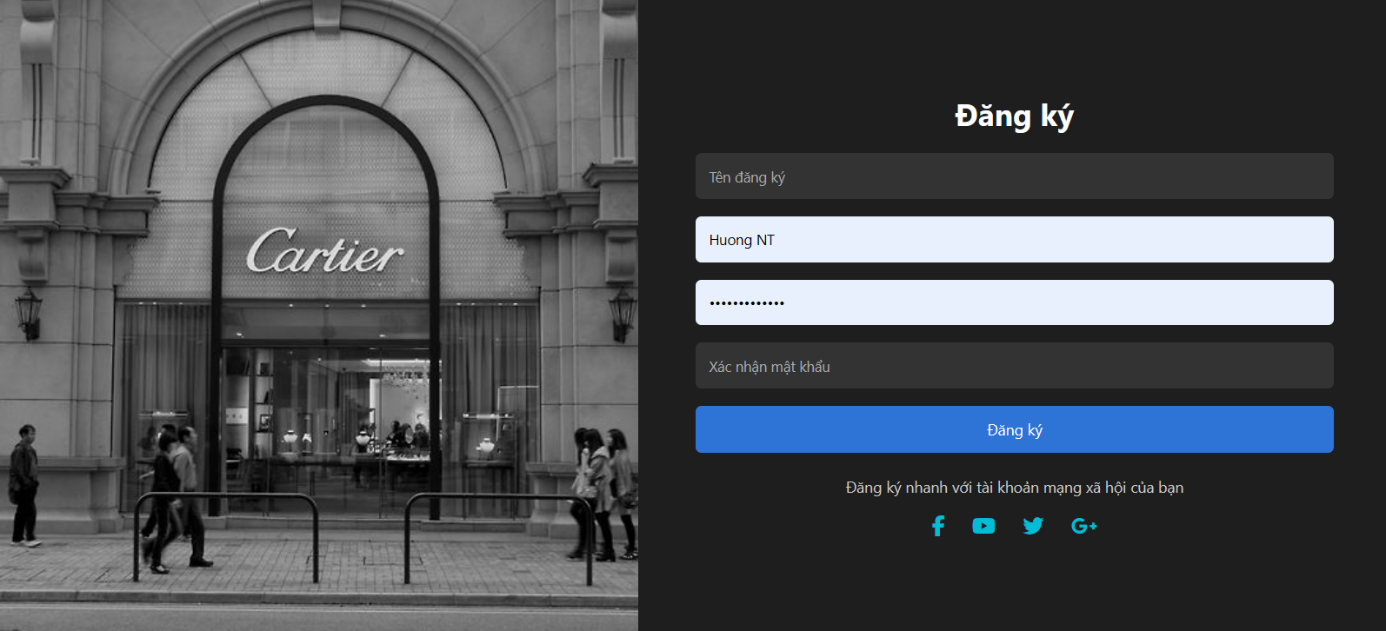 Cartier
Đăng ký
Tên đăng ký
Huong NT
•••••••••••••
Xác nhận mật khẩu
Đăng ký
Đăng ký nhanh với tài khoản mạng xã hội của bạn
G+